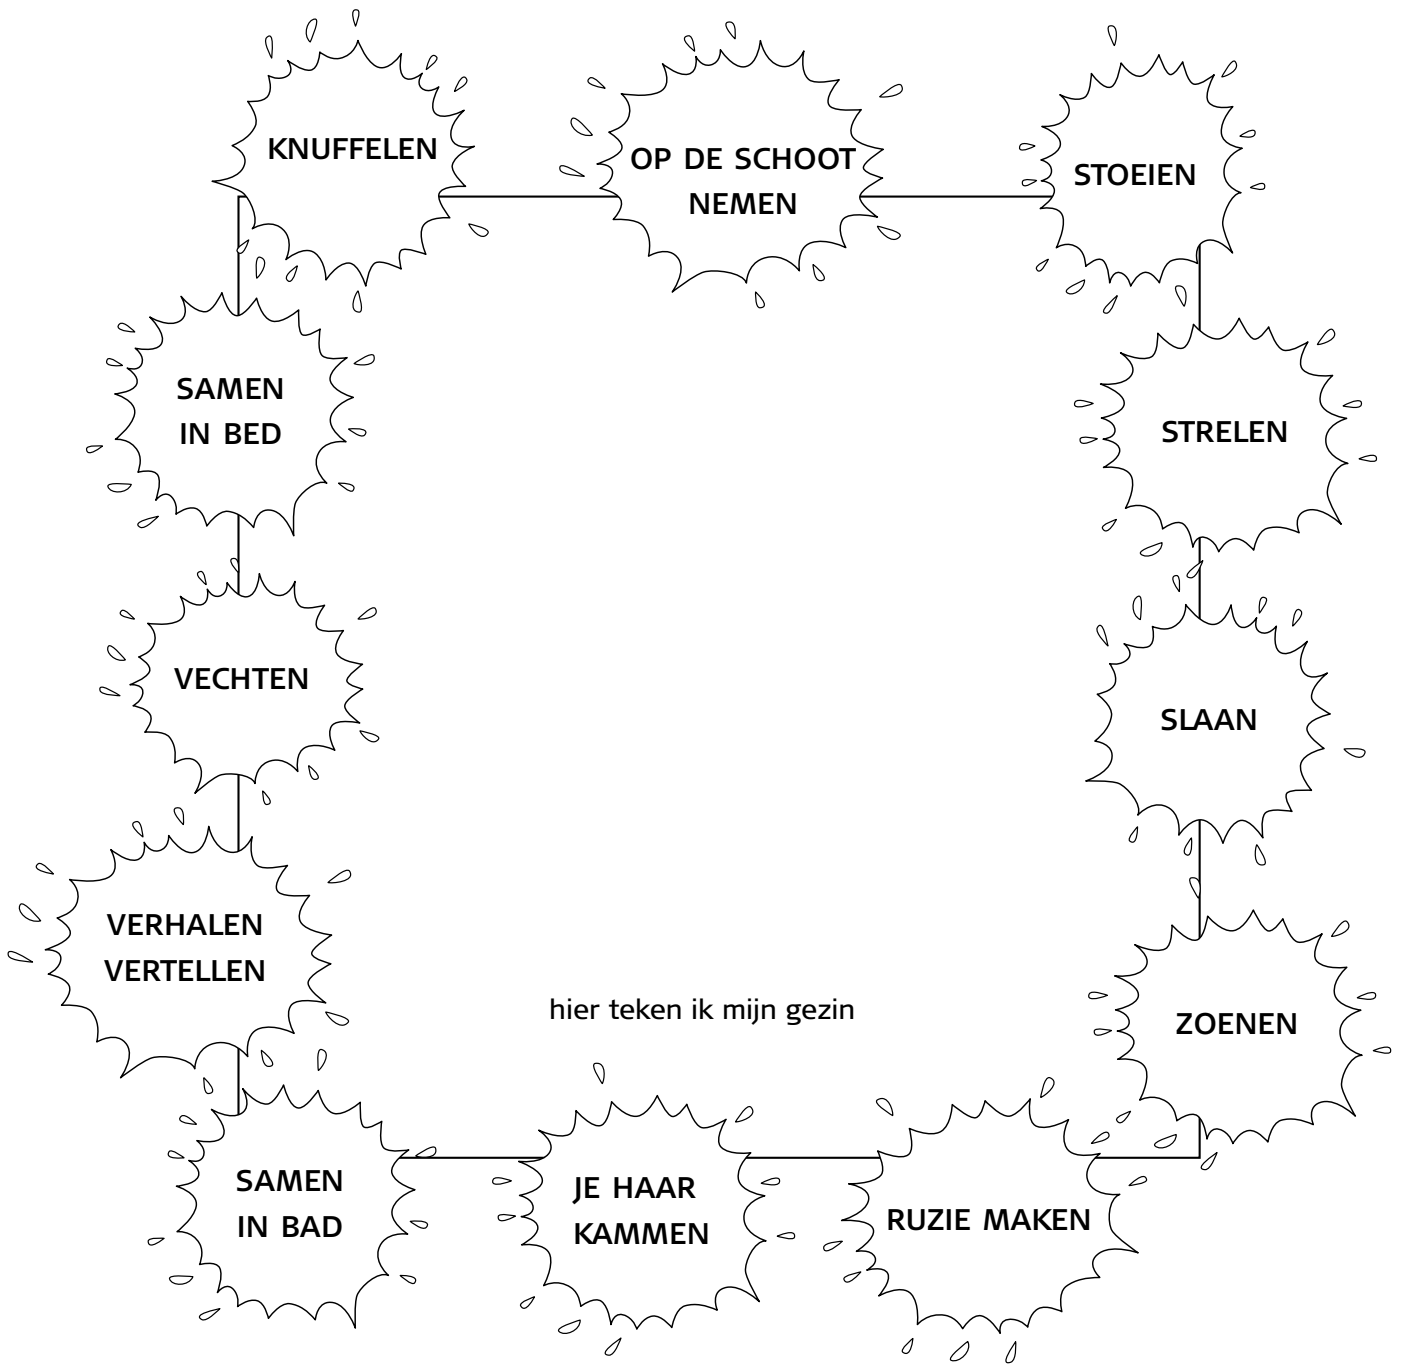 KNUFFELEN
OP DE SCHOOT
NEMEN
STOEIEN
SAMEN
IN BED
STRELEN
VECHTEN
SLAAN
VERHALEN
VERTELLEN
hier teken ik mijn gezin
ZOENEN
SAMEN
IN BAD
JE HAAR
KAMMEN
RUZIE MAKEN